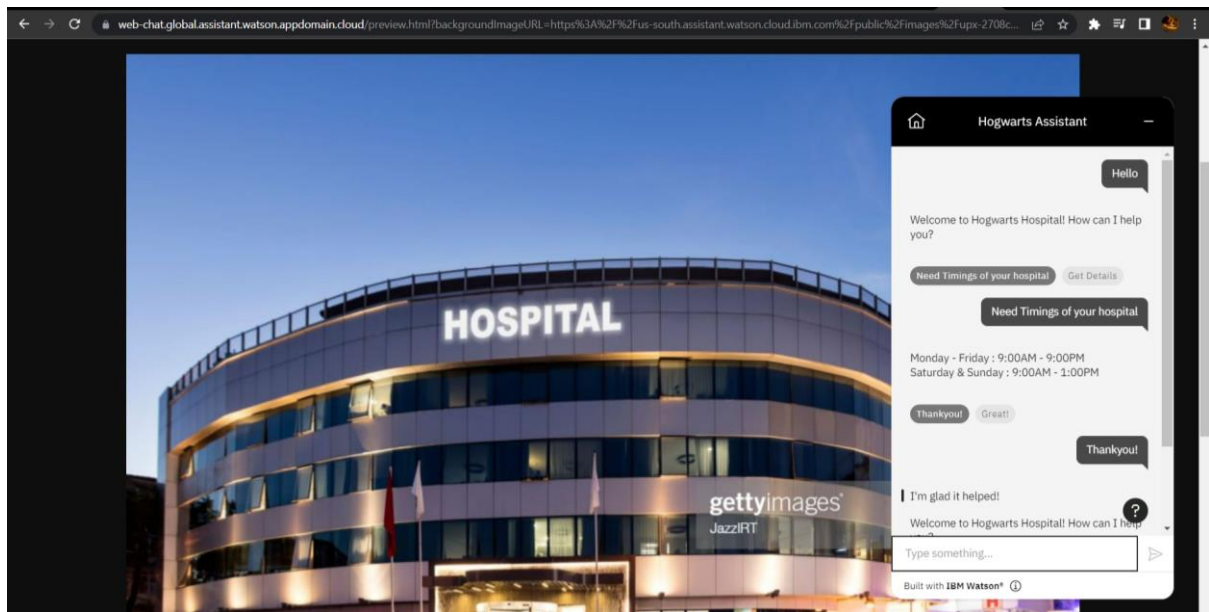 web-chat.global.assistant.watson.appdomain.cloud/preview.html?backgroundImageURL=https%3A%2F%2Fus-south.assistant.watson.cloud.ibm.com%2Fpublic%2Fimages%2Fupx-2708c...
HOSPITAL
gettyimages®
JazzIRT
Hogwarts Assistant
Hello
Welcome to Hogwarts Hospital! How can I help
you?
Need Timings of your hospital Get Details
Need Timings of your hospital
Monday - Friday : 9:00AM - 9:00PM
Saturday & Sunday : 9:00AM - 1:00PM
Thankyou! Great!
Thankyou!
I'm glad it helped!
Welcome to Hogwarts Hospital! How can I help
?
Type something...
Built with IBM Watson®